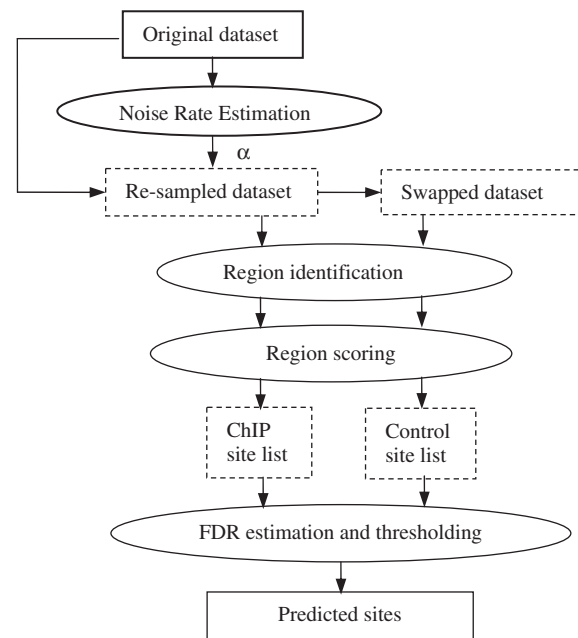 Original dataset
Noise Rate Estimation
α
Re-sampled dataset
Swapped dataset
Region identification
Region scoring
ChIP
site list
Control
site list
FDR estimation and thresholding
Predicted sites